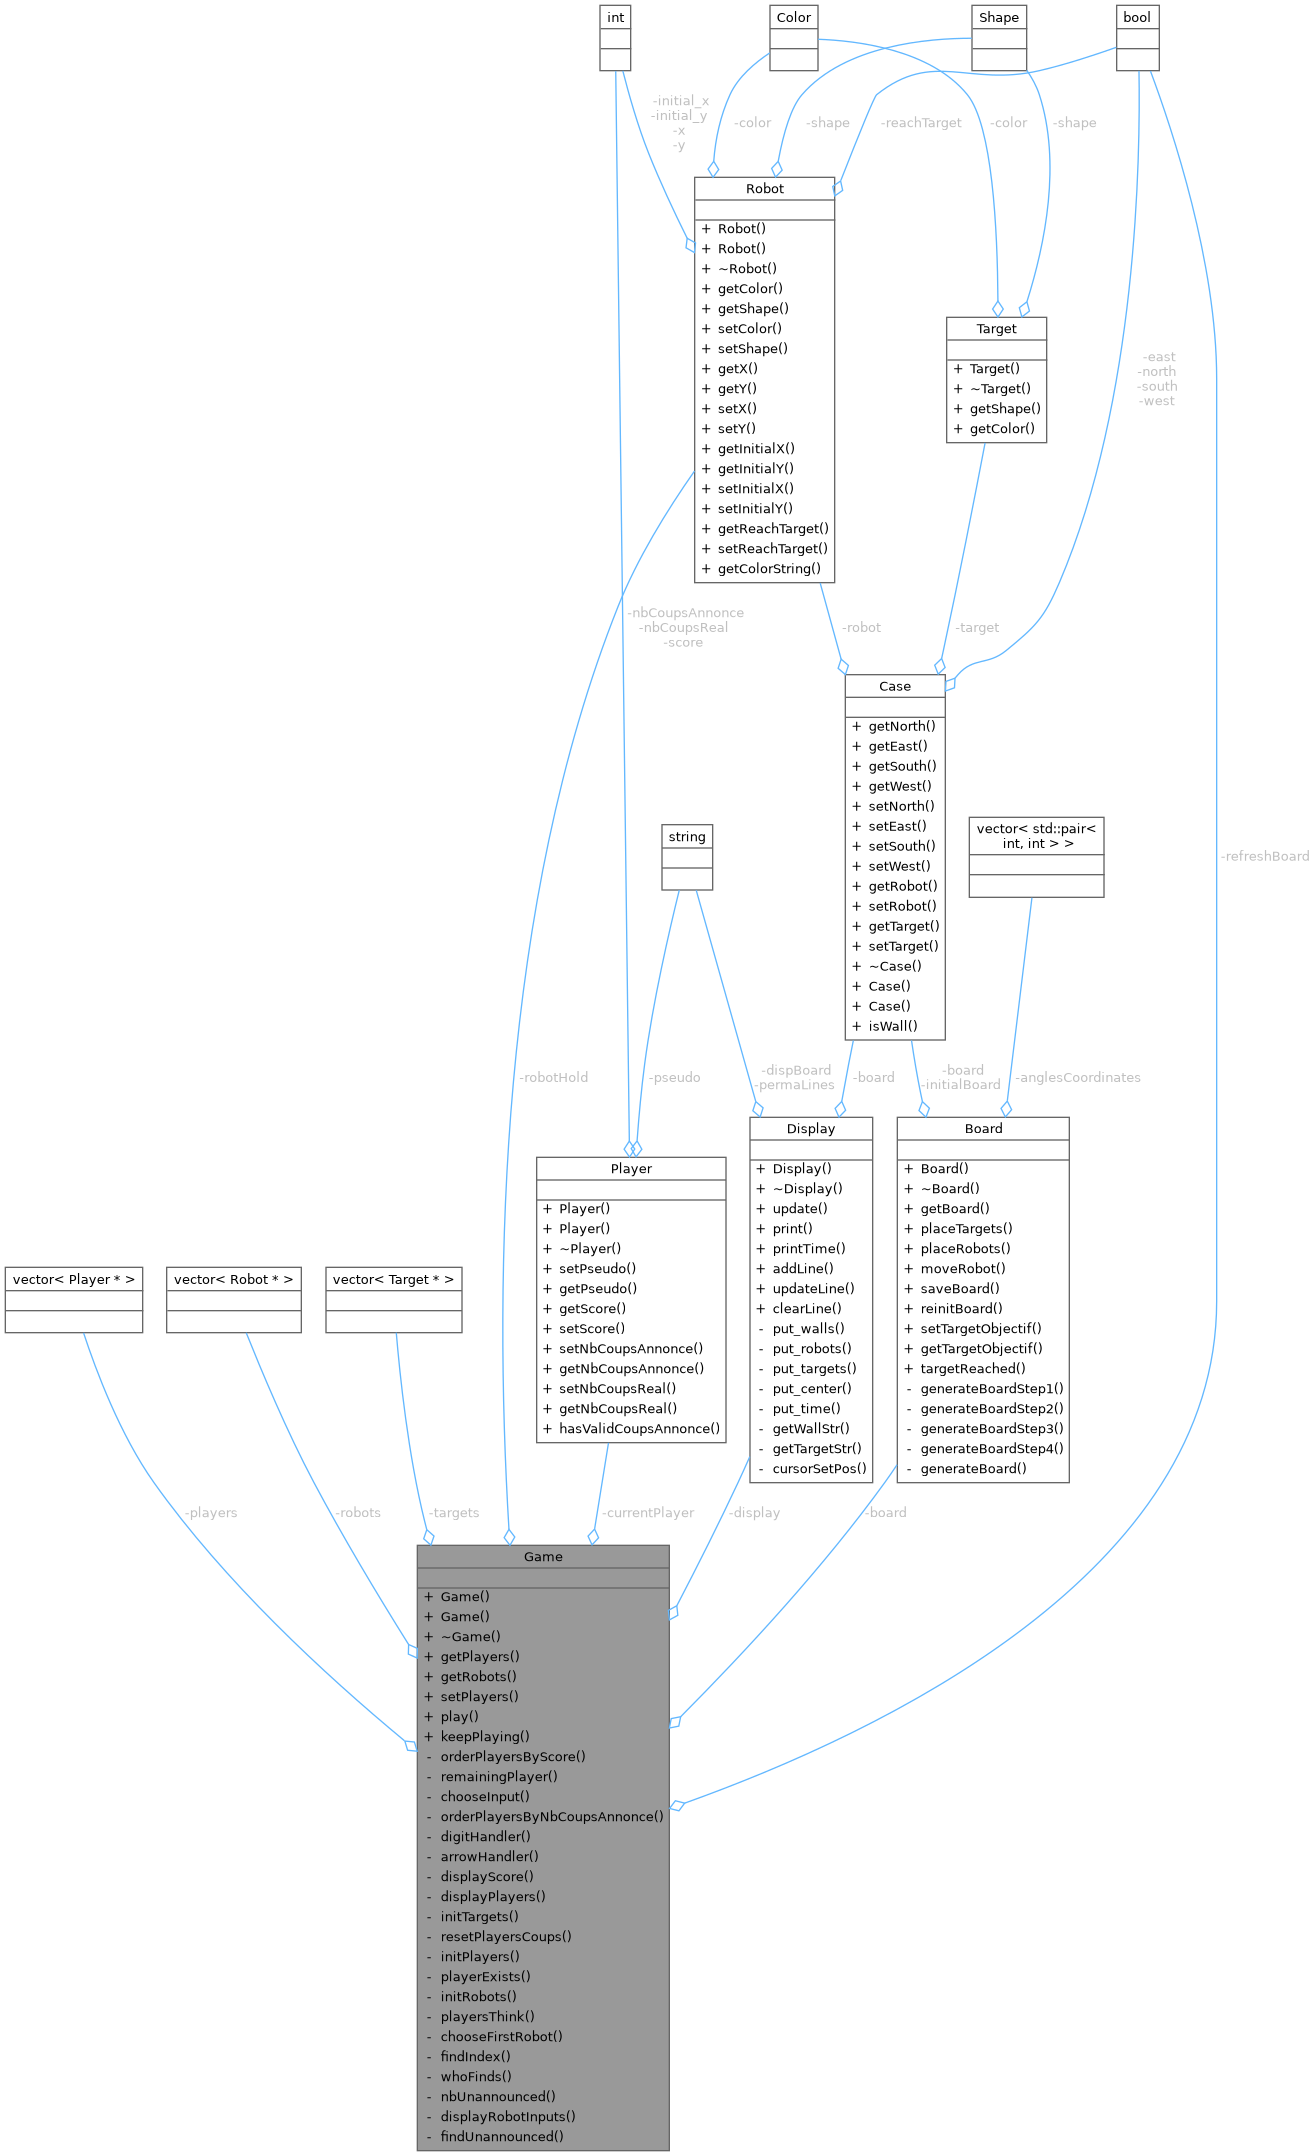 int
Color
Shape
bool
-initial_x
-initial_y
-x
-y
-color
-shape
-reachTarget
-color
-shape
Robot
+ Robot()
+ Robot()
+ ~Robot()
+ getColor()
+ getShape()
+ setColor()
+ setShape()
+ getX()
+ getY()
+ setX()
+ setY()
+ getInitialX()
+ getInitialY()
+ setInitialX()
+ setInitialY()
+ getReachTarget()
+ setReachTarget()
+ getColorString()
Target
+ Target()
+ ~Target()
+ getShape()
+ getColor()
-east
-north
-south
-west
-nbCoupsAnnonce
-nbCoupsReal
-score
-robot
-target
Case
+ getNorth()
+ getEast()
+ getSouth()
+ getWest()
+ setNorth()
+ setEast()
+ setSouth()
+ setWest()
+ getRobot()
+ setRobot()
+ getTarget()
+ setTarget()
+ ~Case()
+ Case()
+ Case()
+ isWall()
string
vector< std::pair<
int, int > >
-refreshBoard
-robotHold
-pseudo
-dispBoard
-permaLines
-board
-board
-initialBoard
-anglesCoordinates
Player
+ Player()
+ Player()
+ ~Player()
+ setPseudo()
+ getPseudo()
+ getScore()
+ setScore()
+ setNbCoupsAnnonce()
+ getNbCoupsAnnonce()
+ setNbCoupsReal()
+ getNbCoupsReal()
+ hasValidCoupsAnnonce()
Display
+ Display()
+ ~Display()
+ update()
+ print()
+ printTime()
+ addLine()
+ updateLine()
+ clearLine()
- put_walls()
- put_robots()
- put_targets()
- put_center()
- put_time()
- getWallStr()
- getTargetStr()
- cursorSetPos()
Board
+ Board()
+ ~Board()
+ getBoard()
+ placeTargets()
+ placeRobots()
+ moveRobot()
+ saveBoard()
+ reinitBoard()
+ setTargetObjectif()
+ getTargetObjectif()
+ targetReached()
- generateBoardStep1()
- generateBoardStep2()
- generateBoardStep3()
- generateBoardStep4()
- generateBoard()
vector< Player * >
vector< Robot * >
vector< Target * >
-players
-robots
-targets
-currentPlayer
-display
-board
Game
+ Game()
+ Game()
+ ~Game()
+ getPlayers()
+ getRobots()
+ setPlayers()
+ play()
+ keepPlaying()
- orderPlayersByScore()
- remainingPlayer()
- chooseInput()
- orderPlayersByNbCoupsAnnonce()
- digitHandler()
- arrowHandler()
- displayScore()
- displayPlayers()
- initTargets()
- resetPlayersCoups()
- initPlayers()
- playerExists()
- initRobots()
- playersThink()
- chooseFirstRobot()
- findIndex()
- whoFinds()
- nbUnannounced()
- displayRobotInputs()
- findUnannounced()